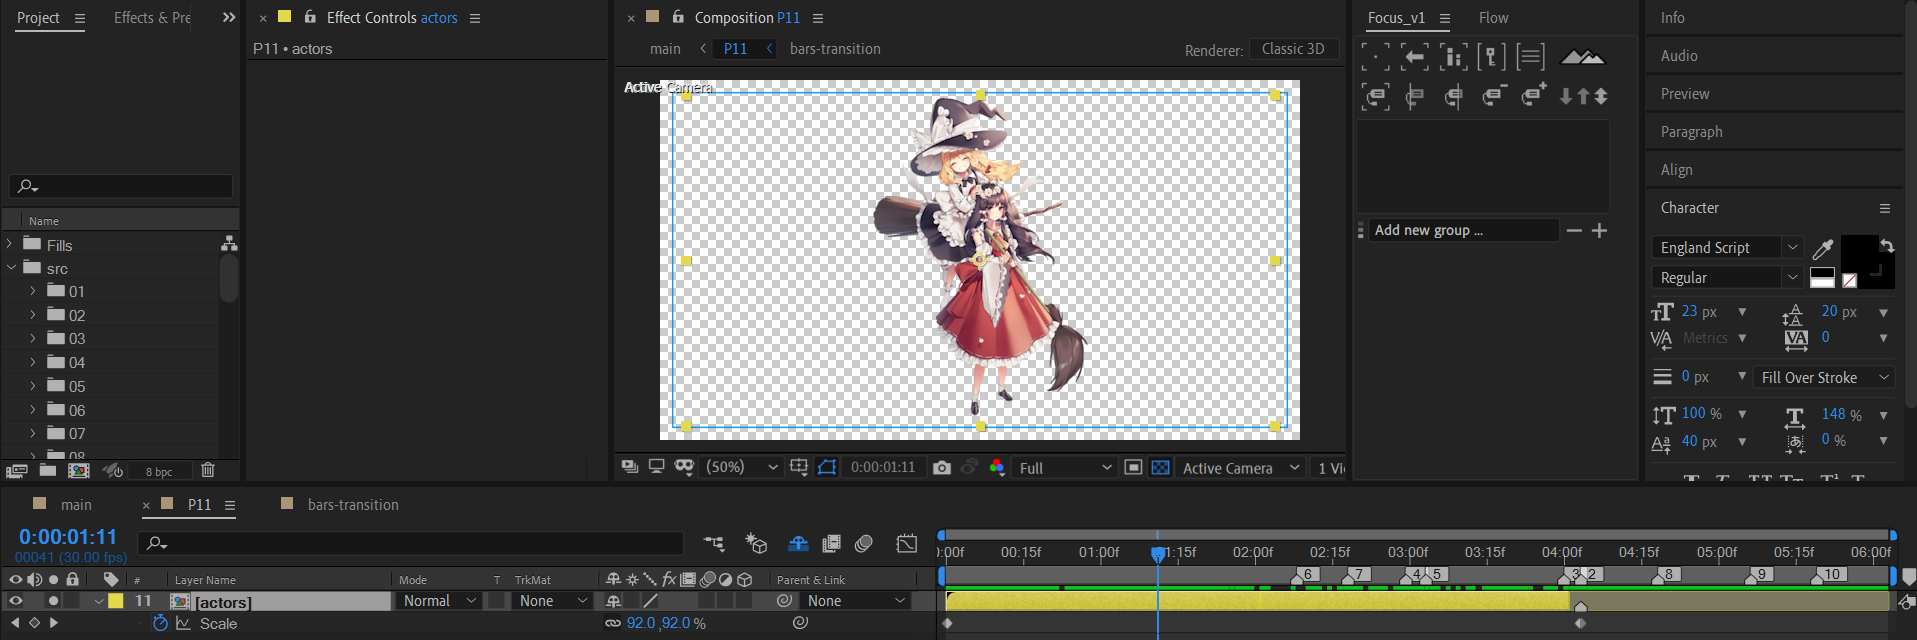 Project
Effects & Pre
Effect Controls actors
Composition P11
Focus_v1
Flow
Info
P11 • actors
main
P11
bars-transition
Renderer:
Classic 3D
Audio
Active Camera
Preview
Paragraph
Align
Name
Character
Fills
Add new group ...
England Script
src
Regular
01
02
23 px
20 px
03
Metrics
0
04
0 px
Fill Over Stroke
05
06
100 %
148 %
07
40 px
0 %
08
8 bpc
(50%)
0:00:01:11
Full
Active Camera
1 Vi
main
P11
bars-transition
0:00:01:11
00041 (30.00 fps)
):00f
00:15f
01:00f
1:15f
02:00f
02:15f
03:00f
03:15f
04:00f
04:15f
05:00f
05:15f
06:00f
#
Layer Name
Mode
T
TrkMat
fx
Parent & Link
6
7
4
5
3
2
8
9
10
11
[actors]
Normal
None
None
Scale
92.0 ,92.0 %